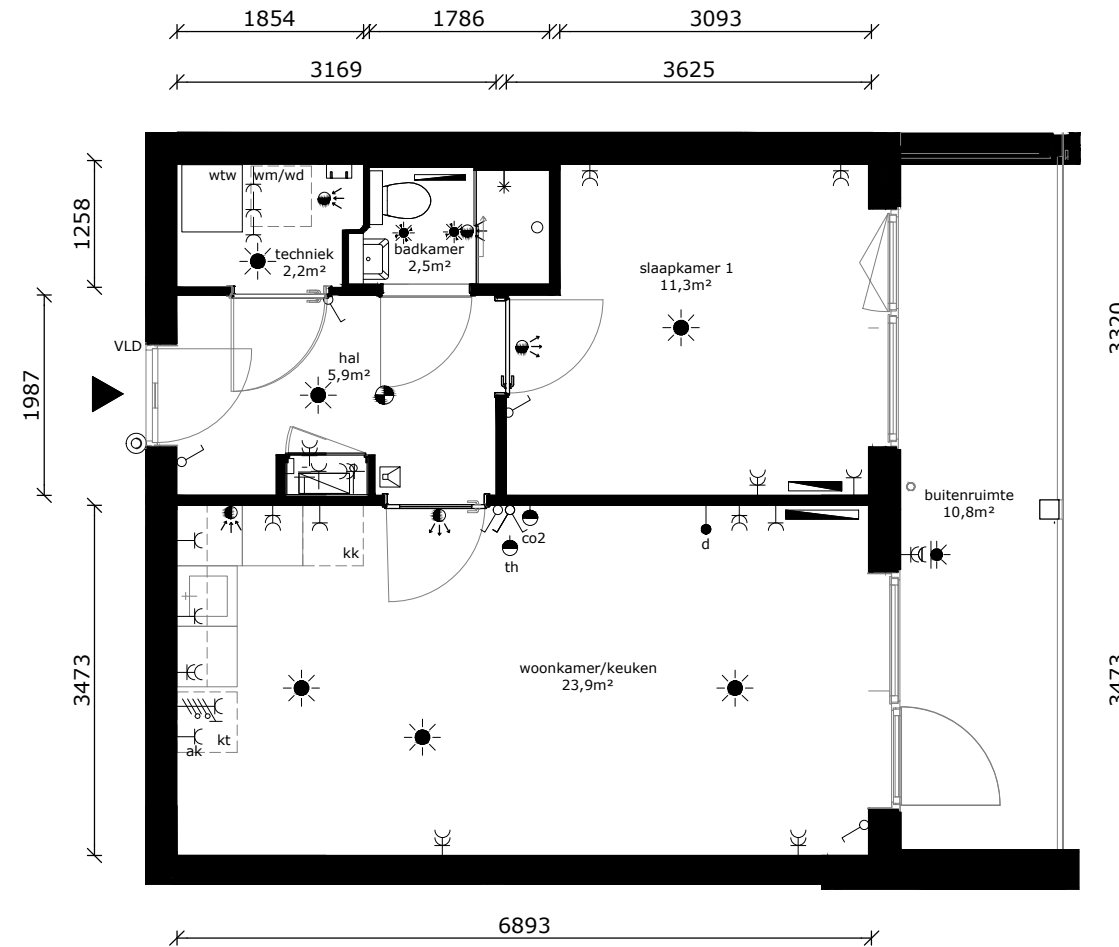 1854
1786
3093
3169
3625
1258
wtw
wm/wd
techniek
2,2m²
badkamer
2,5m²
slaapkamer 1
11,3m²
3320
VLD
hal
5,9m²
1987
buitenruimte
10,8m²
kk
co2
th
d
woonkamer/keuken
23,9m²
3473
3473
kt
ak
6893